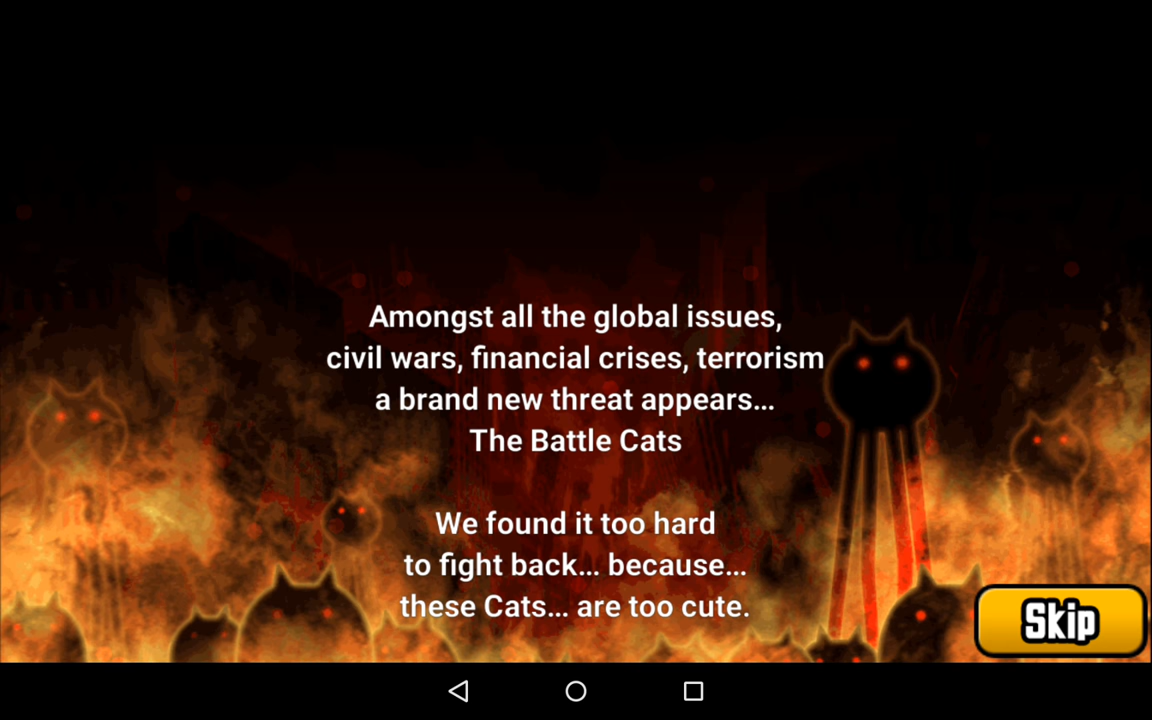 Amongst all the global issues,
civil wars, financial crises, terrorism
a brand new threat appears...
The Battle Cats
We found it too hard
to fight back... because...
these Cats... are too cute.
Skip